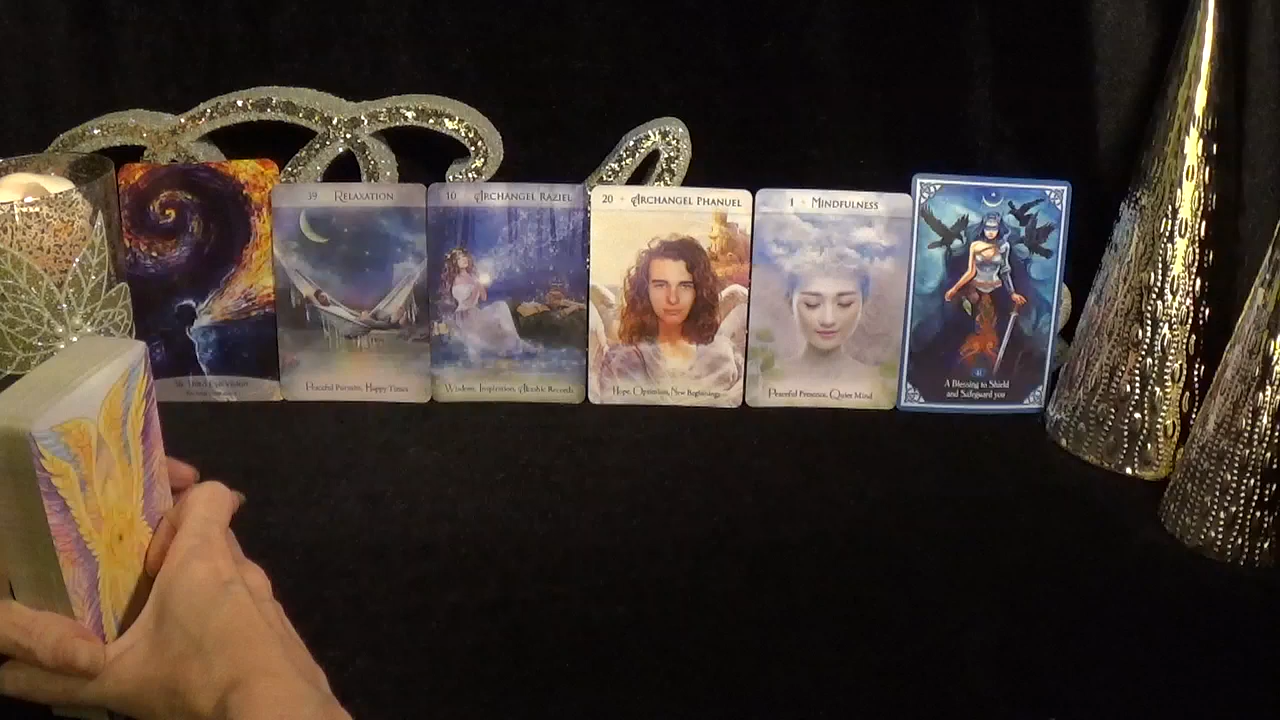 39 RELAXATION
Peaceful Pursuits, Happy Times
10 ARCHANGEL RAZIEL
Wisdom, Inspiration, Akashic Records
20 • ARCHANGEL PHANUEL
Hope, Optimism, New Beginnings
1 • MINDFULNESS
Peaceful Presence, Quiet Mind
41
A Blessing to Shield
and Safeguard you